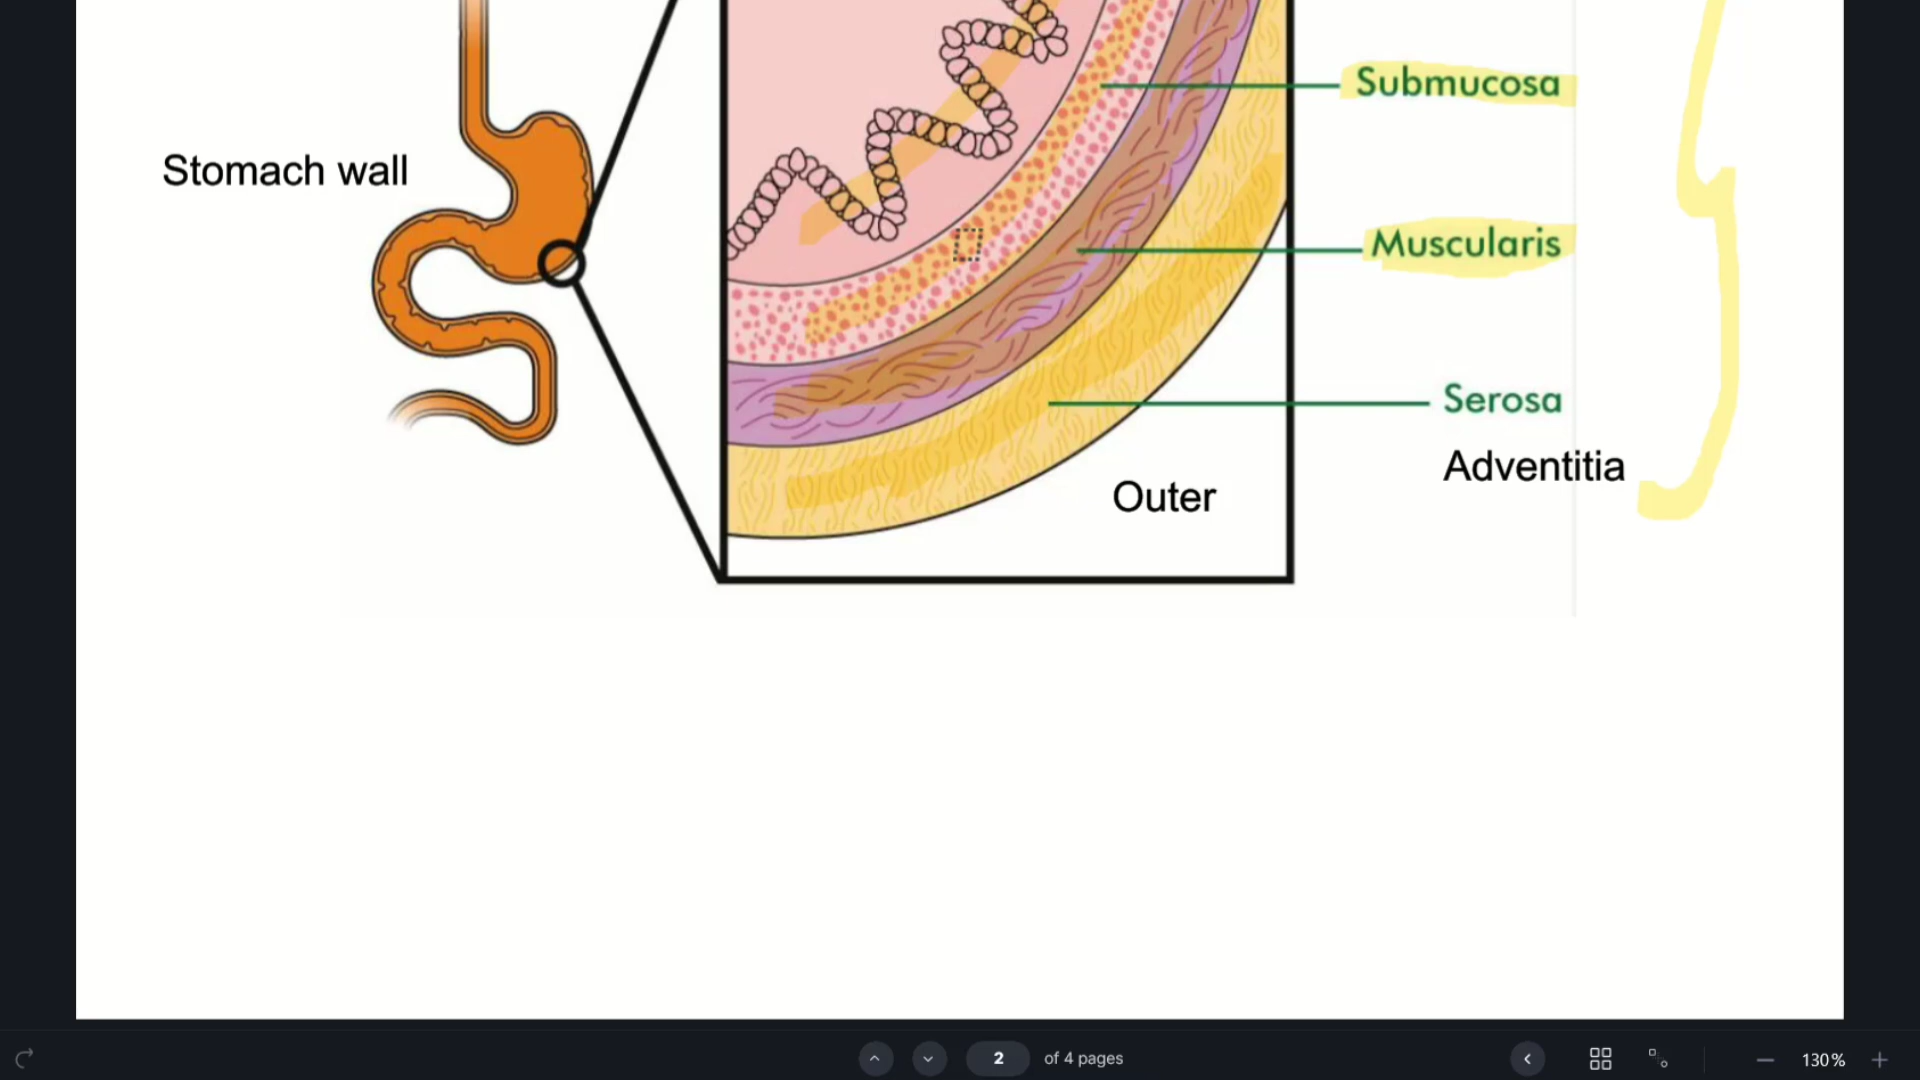 Submucosa
Stomach wall
Muscularis
Serosa
Adventitia
Outer
2 of 4 pages
130%